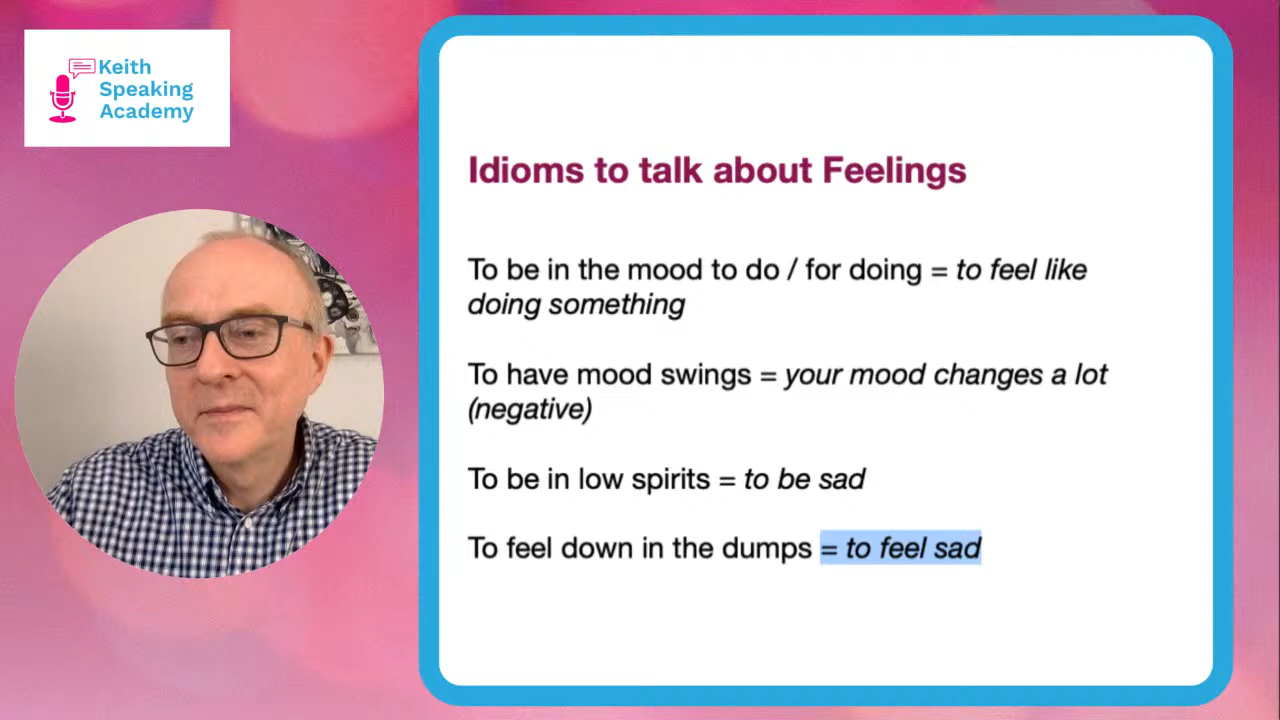 Keith
Speaking
Academy
Idioms to talk about Feelings
To be in the mood to do / for doing = to feel like
doing something
To have mood swings = your mood changes a lot
(negative)
To be in low spirits = to be sad
To feel down in the dumps = to feel sad